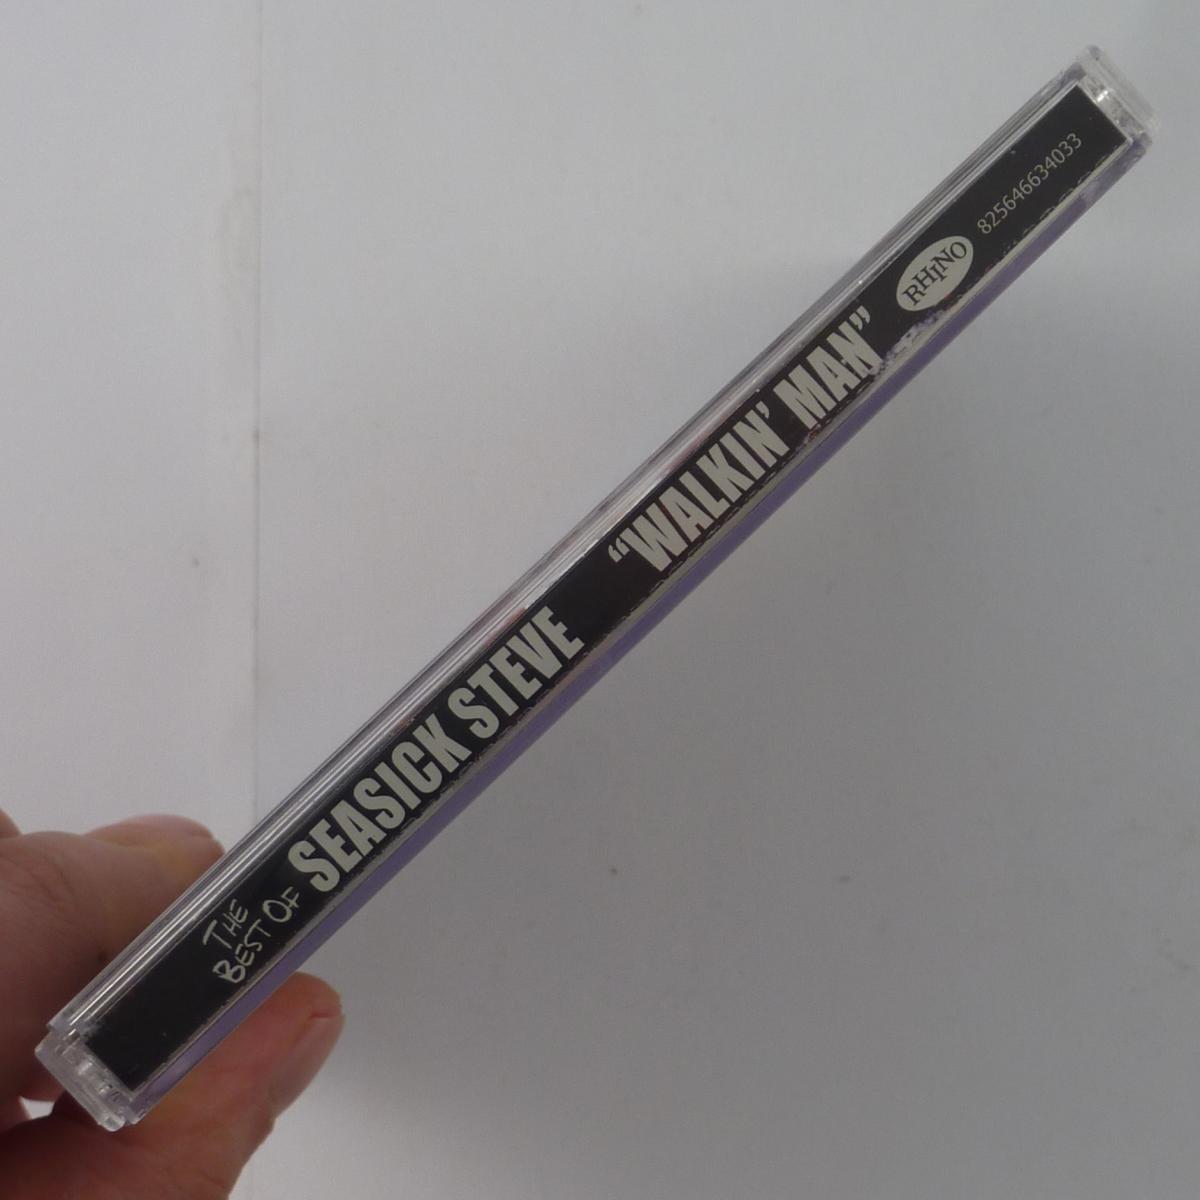 THE
BEST OF SEASICK STEVE "WALKIN' MAN" RHINO 825646634033